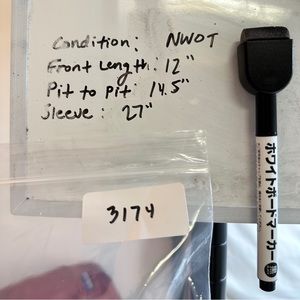 Condition: NWOT
Front Length: 12"
Pit to pit: 14.5"
Sleeve: 27"
3174
ホワイトボードマーカー